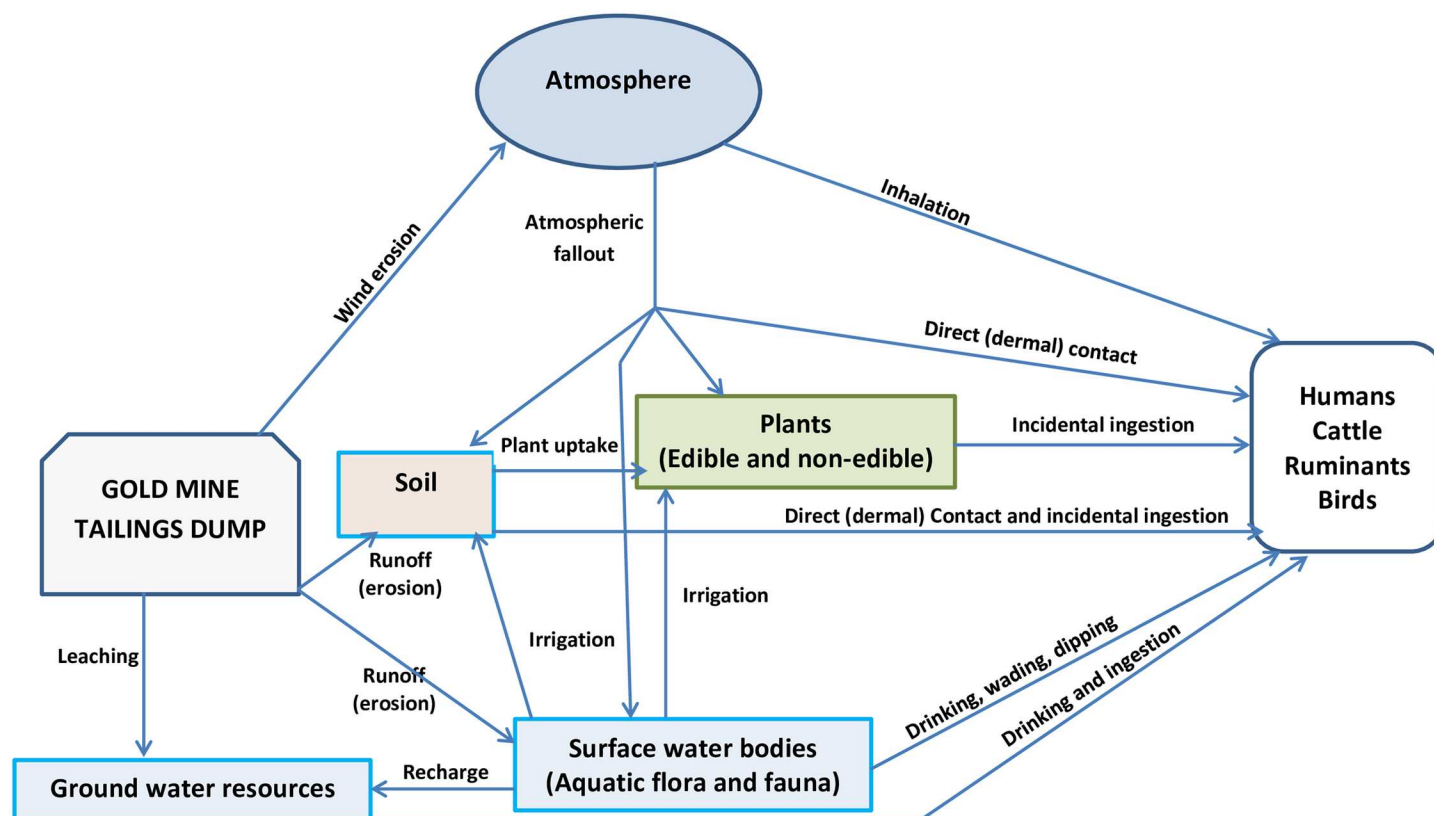 Atmosphere
Inhalation
Atmospheric
fallout
Wind erosion
Direct (dermal) contact
Humans
Cattle
Ruminants
Birds
Plants
(Edible and non-edible)
Incidental ingestion
Plant uptake
Soil
GOLD MINE
TAILINGS DUMP
Direct (dermal) Contact and incidental ingestion
Runoff
(erosion)
Irrigation
Irrigation
Leaching
Runoff
(erosion)
Drinking, wading, dipping
Drinking and ingestion
Surface water bodies
(Aquatic flora and fauna)
Recharge
Ground water resources